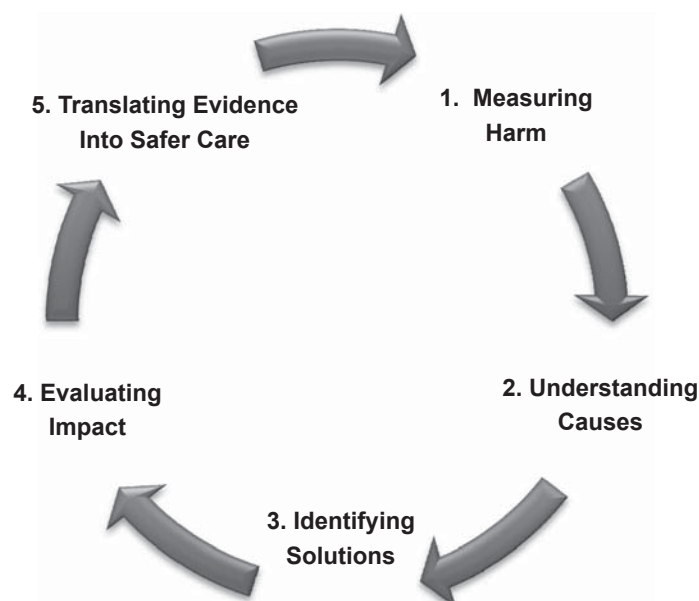 1. Measuring
Harm
2. Understanding
Causes
3. Identifying
Solutions
4. Evaluating
Impact
5. Translating Evidence
Into Safer Care